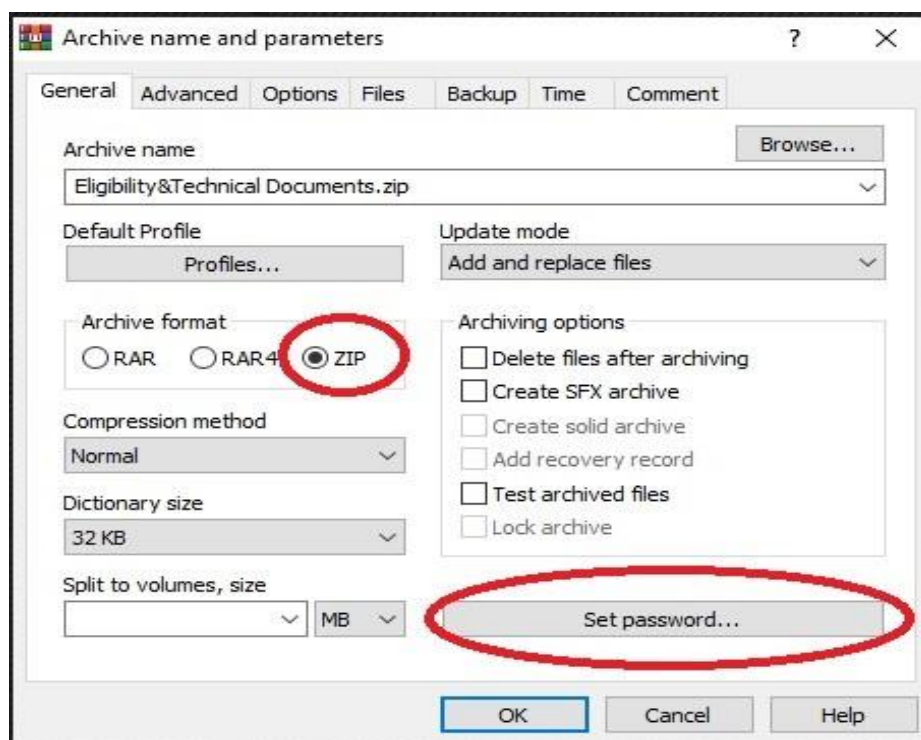 Archive name and parameters
?
General Advanced Options Files Backup Time Comment
Archive name
Browse...
Eligibility&Technical Documents.zip
Default Profile
Profiles...
Update mode
Add and replace files
Archive format
RAR RAR4 ZIP
Compression method
Normal
Dictionary size
32 KB
Split to volumes, size
MB
Archiving options
Delete files after archiving
Create SFX archive
Create solid archive
Add recovery record
Test archived files
Lock archive
Set password...
OK Cancel Help